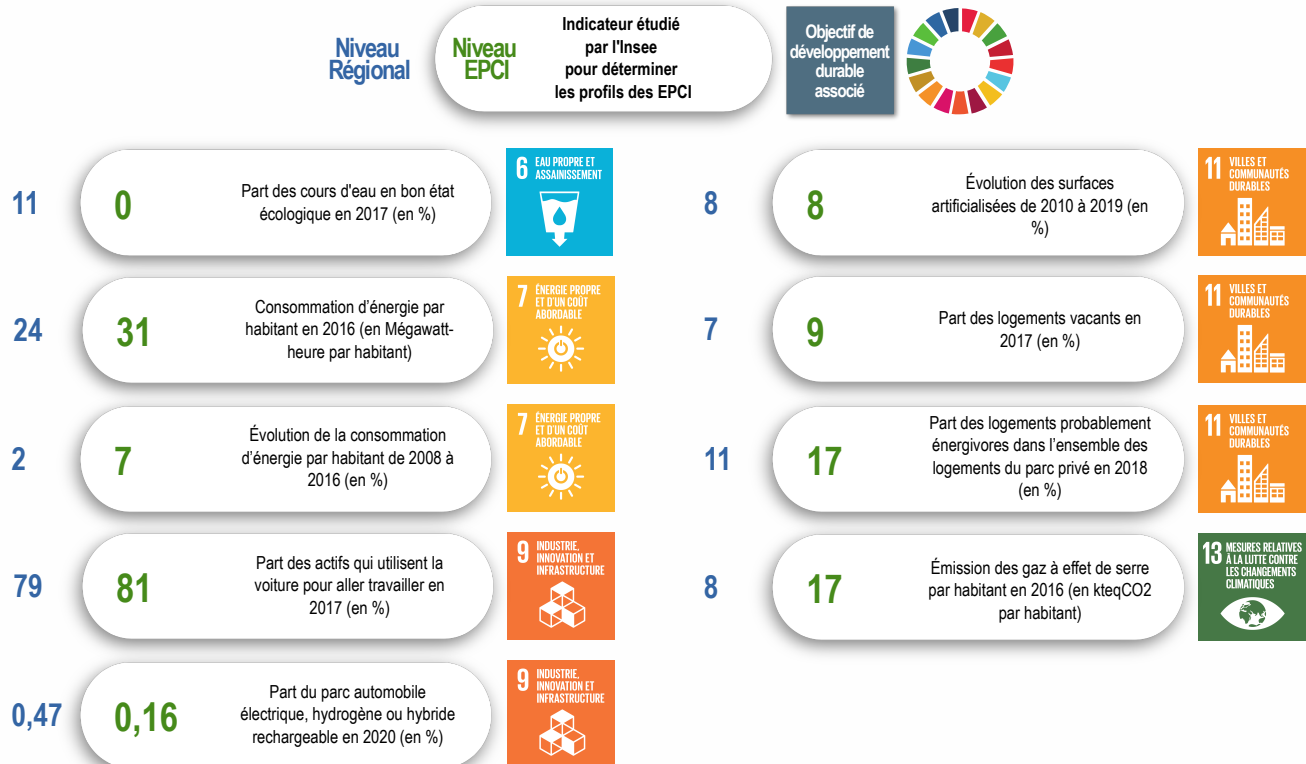 Niveau
Régional
Niveau
EPCI
Indicateur étudié
par l'Insee
pour déterminer
les profils des EPCI
Objectif de
développement
durable
associé
11
0
Part des cours d'eau en bon état
écologique en 2017 (en %)
6 EAU PROPRE ET
ASSAINISSEMENT
8
8
Évolution des surfaces
artificialisées de 2010 à 2019 (en
%)
11 VILLES ET
COMMUNAUTÉS
DURABLES
24
31
Consommation d’énergie par
habitant en 2016 (en Mégawatt-
heure par habitant)
7 ÉNERGIE PROPRE
ET D'UN COÛT
ABORDABLE
7
9
Part des logements vacants en
2017 (en %)
11 VILLES ET
COMMUNAUTÉS
DURABLES
2
7
Évolution de la consommation
d’énergie par habitant de 2008 à
2016 (en %)
7 ÉNERGIE PROPRE
ET D'UN COÛT
ABORDABLE
11
17
Part des logements probablement
énergivores dans l’ensemble des
logements du parc privé en 2018
(en %)
11 VILLES ET
COMMUNAUTÉS
DURABLES
79
81
Part des actifs qui utilisent la
voiture pour aller travailler en
2017 (en %)
9 INDUSTRIE,
INNOVATION ET
INFRASTRUCTURE
8
17
Émission des gaz à effet de serre
par habitant en 2016 (en kteqCO2
par habitant)
13 MESURES RELATIVES
À LA LUTTE CONTRE
LES CHANGEMENTS
CLIMATIQUES
0,47
0,16
Part du parc automobile
électrique, hydrogène ou hybride
rechargeable en 2020 (en %)
9 INDUSTRIE,
INNOVATION ET
INFRASTRUCTURE